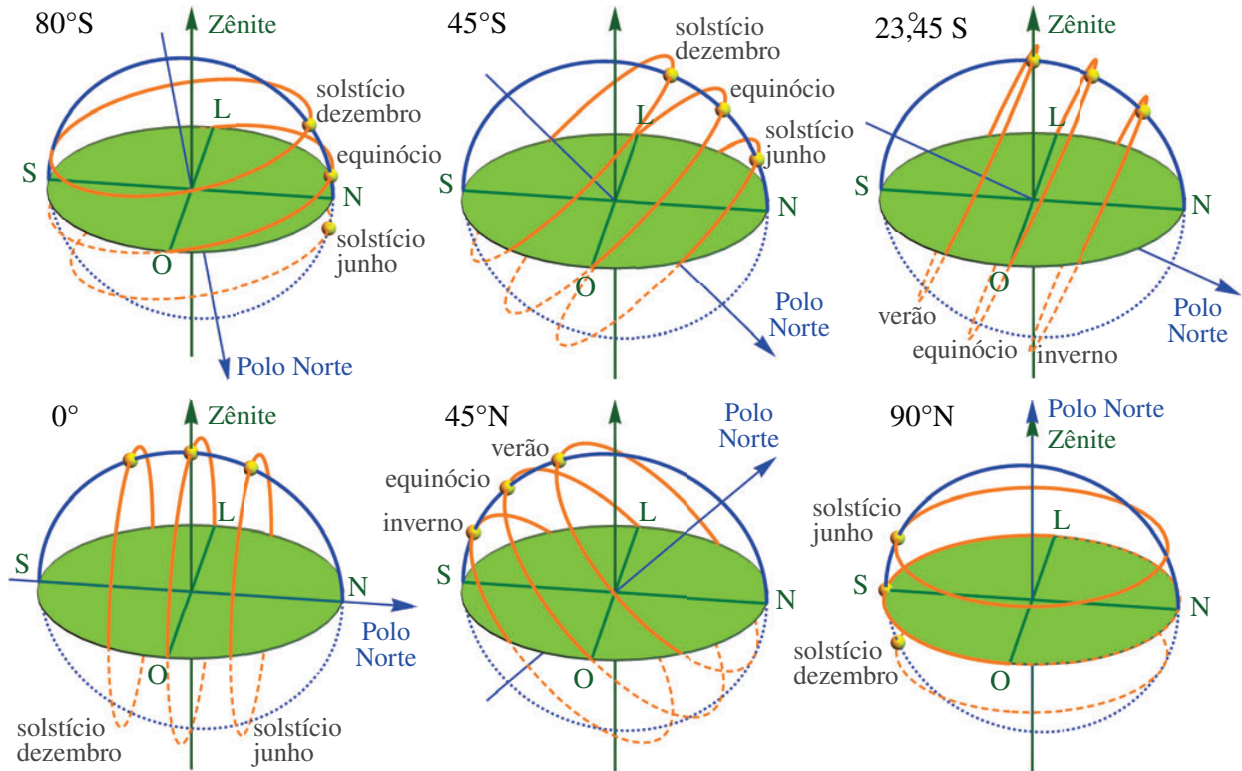 80°S
Zênite
solstício
dezembro
L
equinócio
S
N
solstício
junho
O
Polo Norte
45°S
solstício
dezembro
equinócio
L
solstício
junho
S
N
O
Polo
Norte
23,45°S
L
S
N
O
verão
equinócio
inverno
Polo
Norte
0°
Zênite
L
S
N
Polo
Norte
O
solstício
dezembro
solstício
junho
45°N
Polo
Norte
verão
equinócio
inverno
L
S
N
O
90°N
Polo Norte
Zênite
solstício
junho
L
S
N
solstício
dezembro
O